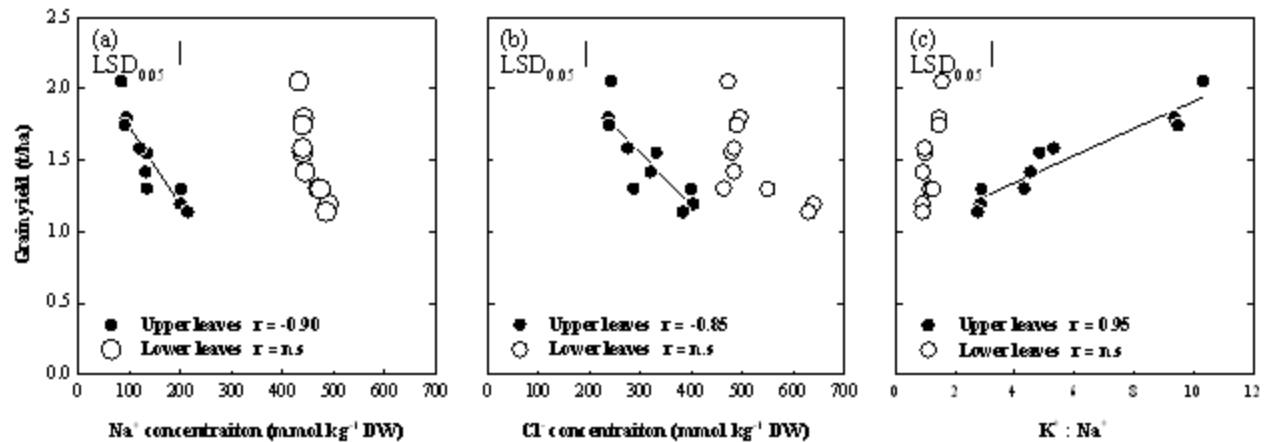 2.5
2.0
1.5
1.0
0.5
0.0
Grain yield (t/ha)
(a)
LSD0.05
Upper leaves r = -0.90
Lower leaves r = n.s
0 100 200 300 400 500 600 700
Na+ concentraiton (mmol kg-1 DW)
(b)
LSD0.05
Upper leaves r = -0.85
Lower leaves r = n.s
0 100 200 300 400 500 600 700
Cl- concentraiton (mmol kg-1 DW)
(c)
LSD0.05
Upper leaves r = 0.95
Lower leaves r = n.s
0 2 4 6 8 10 12
K+ : Na+